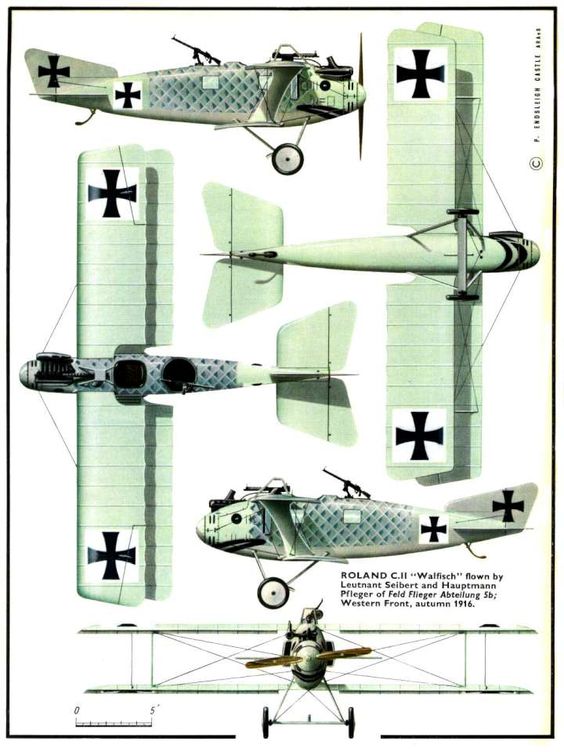 © P. ENDSLEIGH CASTLE ARAeS
ROLAND C.II "Walfisch" flown by
Leutnant Seibert and Hauptmann
Pfleger of Feld Flieger Abteilung 5b;
Western Front, autumn 1916.
0 5'